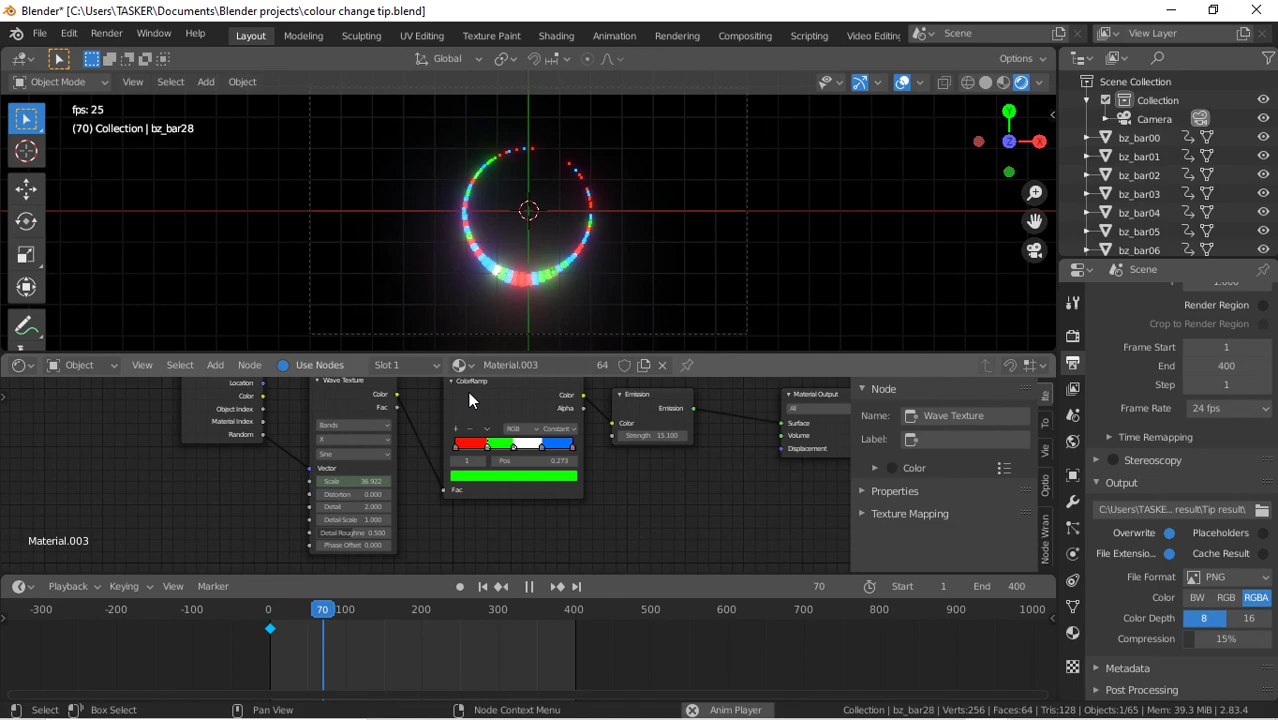 Blender* [C:\Users\TASKER\Documents\Blender projects\colour change tip.blend]
File Edit Render Window Help Layout Modeling Sculpting UV Editing Texture Paint Shading Animation Rendering Compositing Video Editing Scene View Layer
Global Options
Object Mode View Select Add Object
fps: 25
(70) Collection | bz_bar28
Y
Z X
Scene Collection
Collection
Camera
bz_bar00
bz_bar01
bz_bar02
bz_bar03
bz_bar04
bz_bar05
bz_bar06
Object View Select Add Node Use Nodes Slot 1 Material.003 64
Location
Color
Object Index
Material Index
Random
Wave Texture
Color
Fac
Bands
X
Sine
Vector
Scale 36.922
Distortion 0.000
Detail 2.000
Detail Scale 1.000
Detail Roughne 0.500
Phase Offset 0.000
ColorRamp
Color
Alpha
RGB Constant
1 Pos 0.273
Fac
Emission
Emission
Color
Strength 15.100
Material Output
All
Surface
Volume
Displacement
Material.003
Node
Name: Wave Texture
Label:
Color
Properties
Texture Mapping
Ite
To
Vie
Optio
Node Wran
Scene
1.000
Render Region
Crop to Render Region
Frame Start 1
End 400
Step 1
Frame Rate 24 fps
Time Remapping
Stereoscopy
Output
C:\Users\TASKE... result\Tip result\
Overwrite Placeholders
File Extensio... Cache Result
File Format PNG
Color BW RGB RGBA
Color Depth 8 16
Compression 15%
Metadata
Post Processing
Playback Keying View Marker 70 Start 1 End 400
-300 -200 -100 0 70 100 200 300 400 500 600 700 800 900 1000
Select Box Select Pan View Node Context Menu Anim Player Collection | bz_bar28 | Verts:256 | Faces:64 | Tris:128 | Objects:1/65 | Mem: 39.3 MiB | 2.83.4